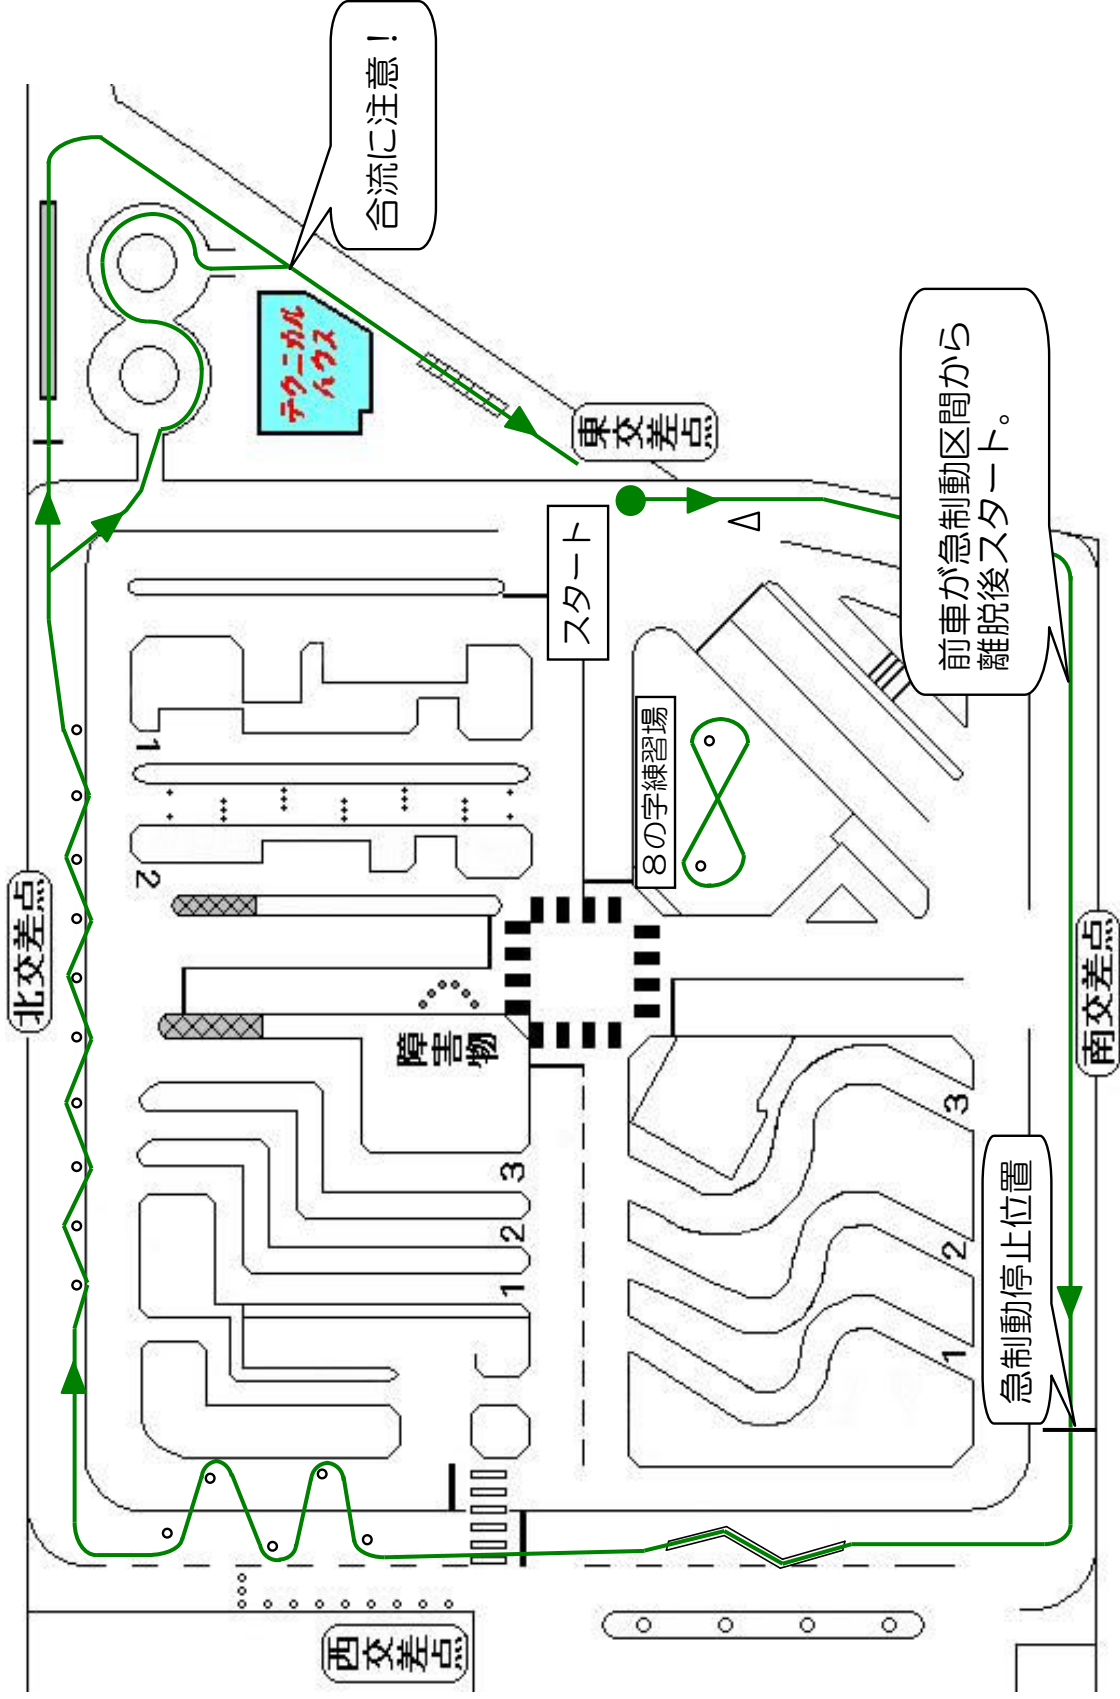 合流に注意！
テクニカル
ハウス
東交差点
スタート
前車が急制動区間から
離脱後スタート。
8の字練習場
北交差点
1
2
障害物
南交差点
3
2
1
3
2
1
急制動停止位置
西交差点